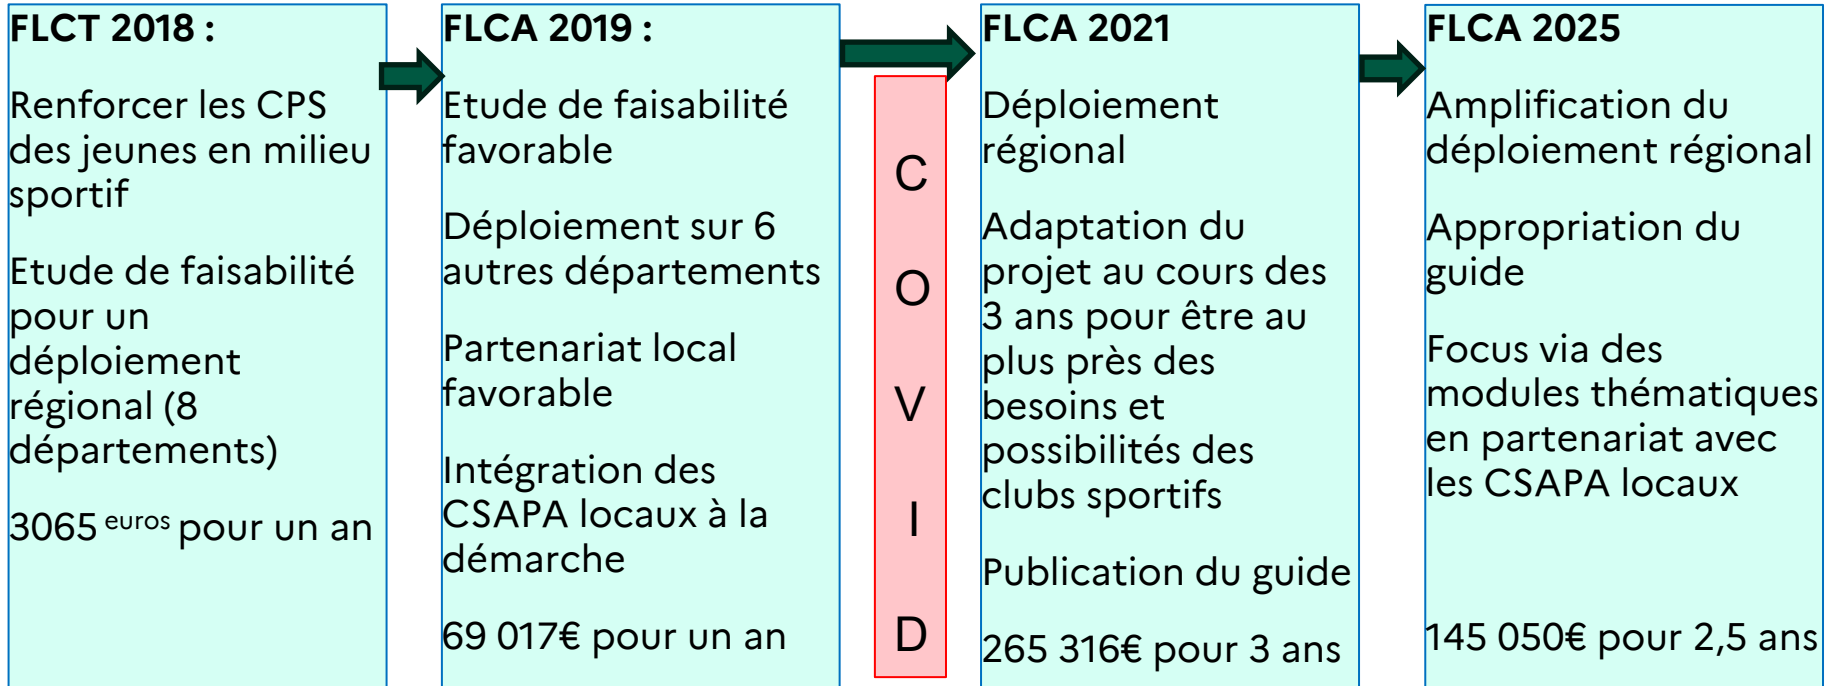 FLCT 2018 :
Renforcer les CPS
des jeunes en milieu
sportif
Etude de faisabilité
pour un
déploiement
régional (8
départements)
3065 euros pour un an
FLCA 2019 :
Etude de faisabilité
favorable
Déploiement sur 6
autres départements
Partenariat local
favorable
Intégration des
CSAPA locaux à la
démarche
69 017€ pour un an
C
O
V
I
D
FLCA 2021
Déploiement
régional
Adaptation du
projet au cours des
3 ans pour être au
plus près des
besoins et
possibilités des
clubs sportifs
Publication du guide
265 316€ pour 3 ans
FLCA 2025
Amplification du
déploiement régional
Appropriation du
guide
Focus via des
modules thématiques
en partenariat avec
les CSAPA locaux
145 050€ pour 2,5 ans